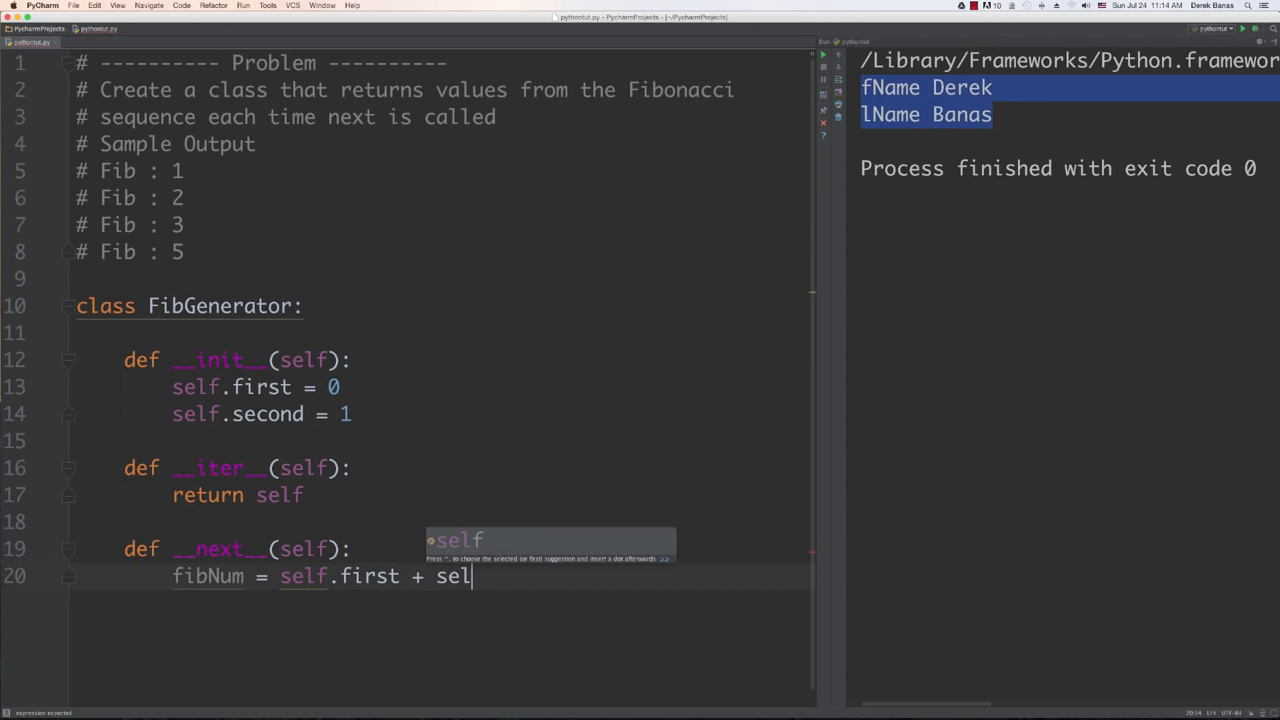 PyCharm File Edit View Navigate Code Refactor Run Tools VCS Window Help 10 Sun Jul 24 11:14 AM Derek Banas
pythontut.py - PycharmProjects - [~/PycharmProjects]
PycharmProjects pythontut.py pythontut
pythontut.py
Run: pythontut
1 # ---------- Problem ----------
2 # Create a class that returns values from the Fibonacci
3 # sequence each time next is called
4 # Sample Output
5 # Fib : 1
6 # Fib : 2
7 # Fib : 3
8 # Fib : 5
9
10 class FibGenerator:
11
12 def __init__(self):
13 self.first = 0
14 self.second = 1
15
16 def __iter__(self):
17 return self
18
19 def __next__(self):
20 fibNum = self.first + sel
self
Press ^. to choose the selected (or first) suggestion and insert a dot afterwards >>
/Library/Frameworks/Python.framewor
fName Derek
lName Banas
Process finished with exit code 0
expression expected
20:34 LF‡ UTF-8‡